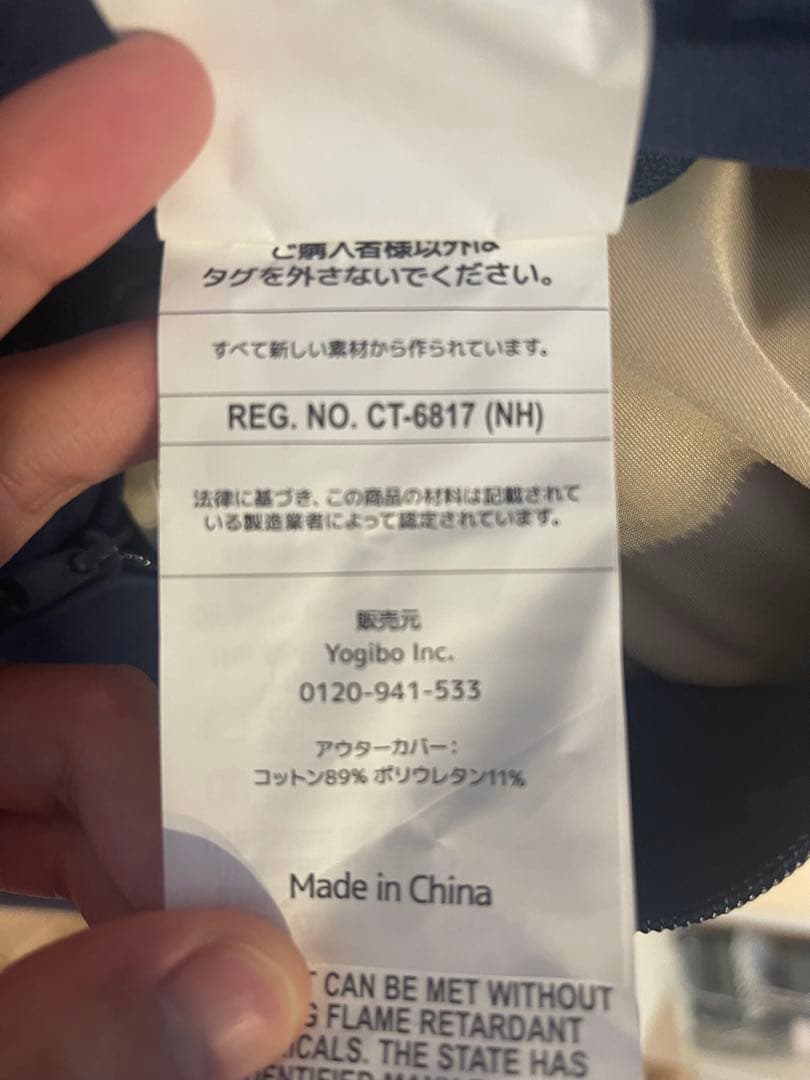 ご購入者様以外は
タグを外さないでください。
すべて新しい素材から作られています。
REG. NO. CT-6817 (NH)
法律に基づき、この商品の材料は記載されて
いる製造業者によって認定されています。
販売元
Yogibo Inc.
0120-941-533
アウターカバー：
コットン89% ポリウレタン11%
Made in China
CAN BE MET WITHOUT
FLAME RETARDANT
THE STATE HAS